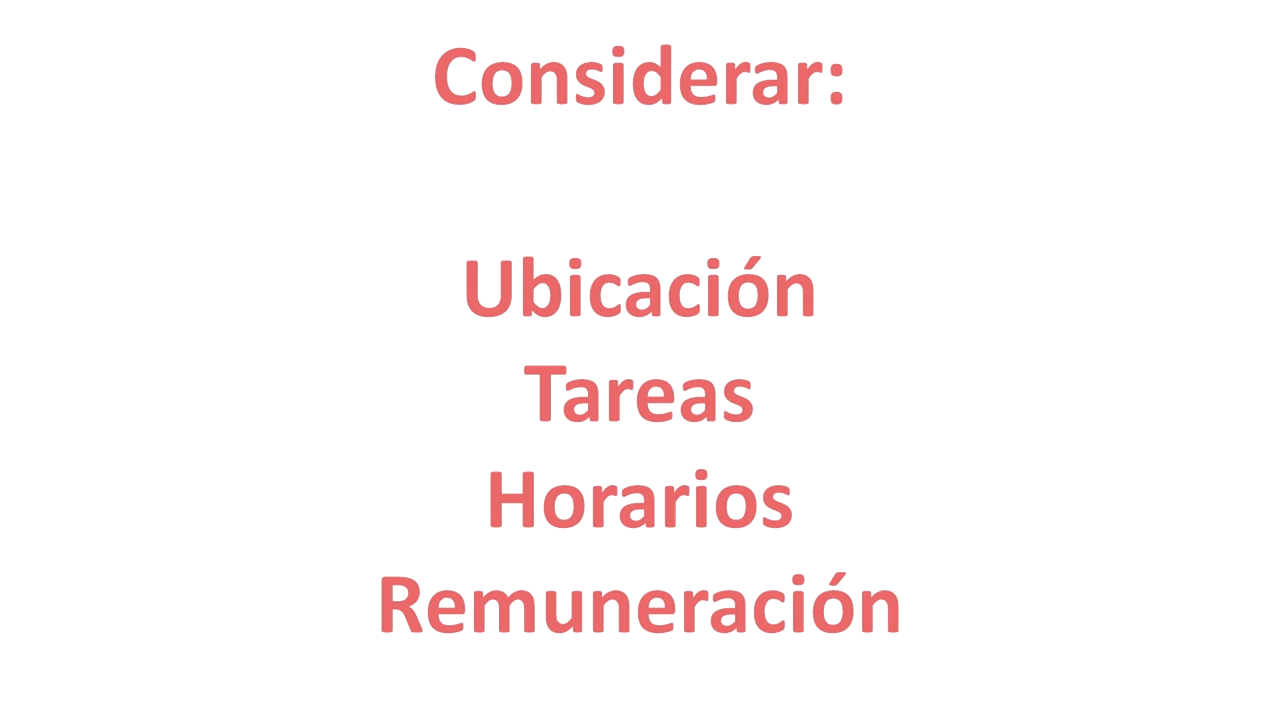 Considerar:
Ubicación
Tareas
Horarios
Remuneración